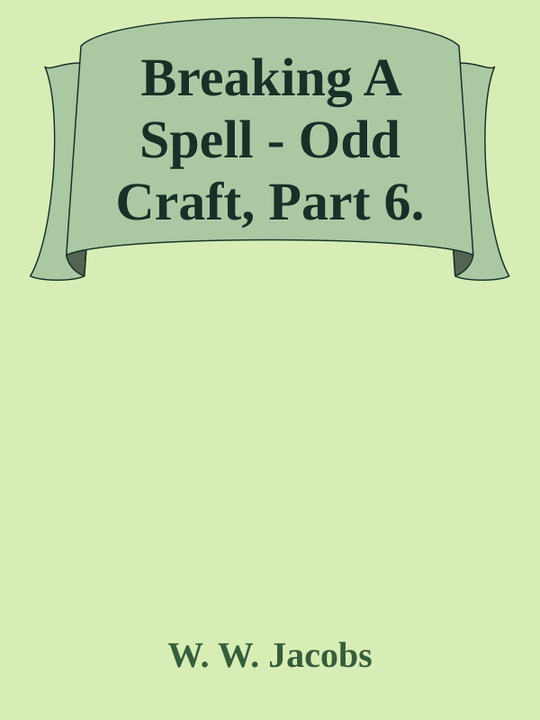 Breaking A
Spell - Odd
Craft, Part 6.
W. W. Jacobs